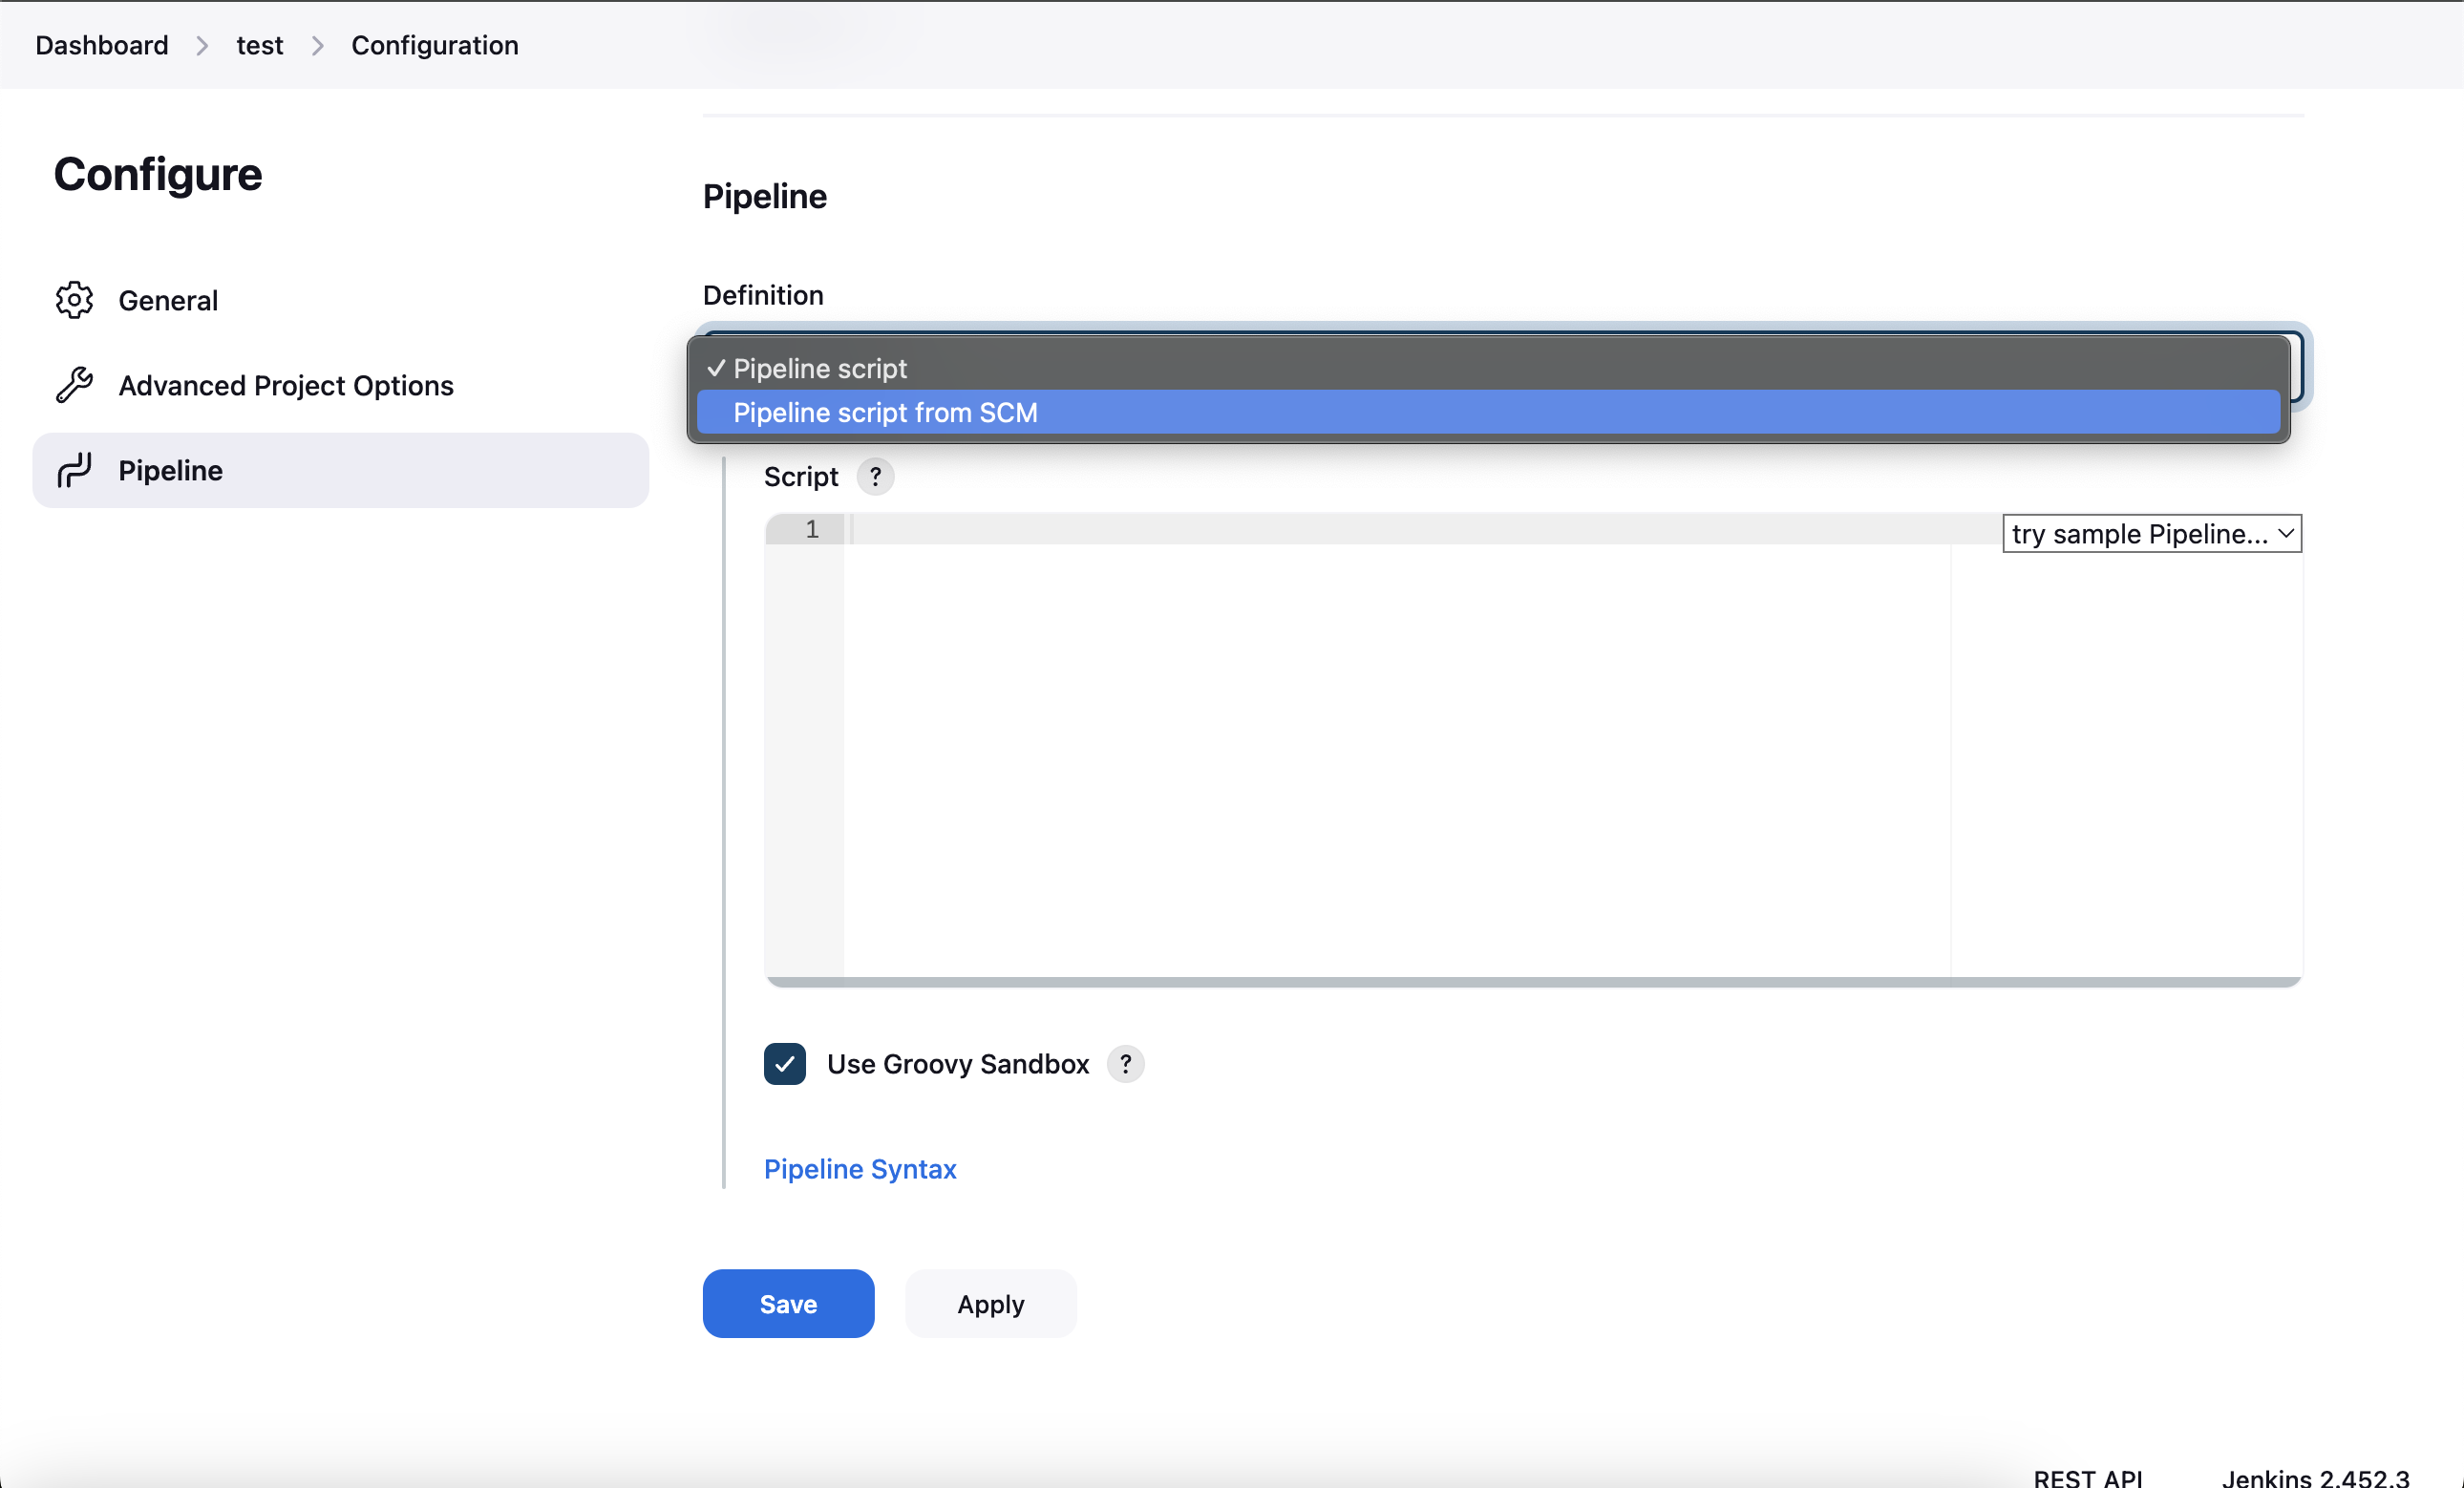 Dashboard > test > Configuration
Configure
General
Advanced Project Options
Pipeline
Pipeline
Definition
✓ Pipeline script
Pipeline script from SCM
Script ?
1
try sample Pipeline...
Use Groovy Sandbox ?
Pipeline Syntax
Save Apply
REST API Jenkins 2.452.3